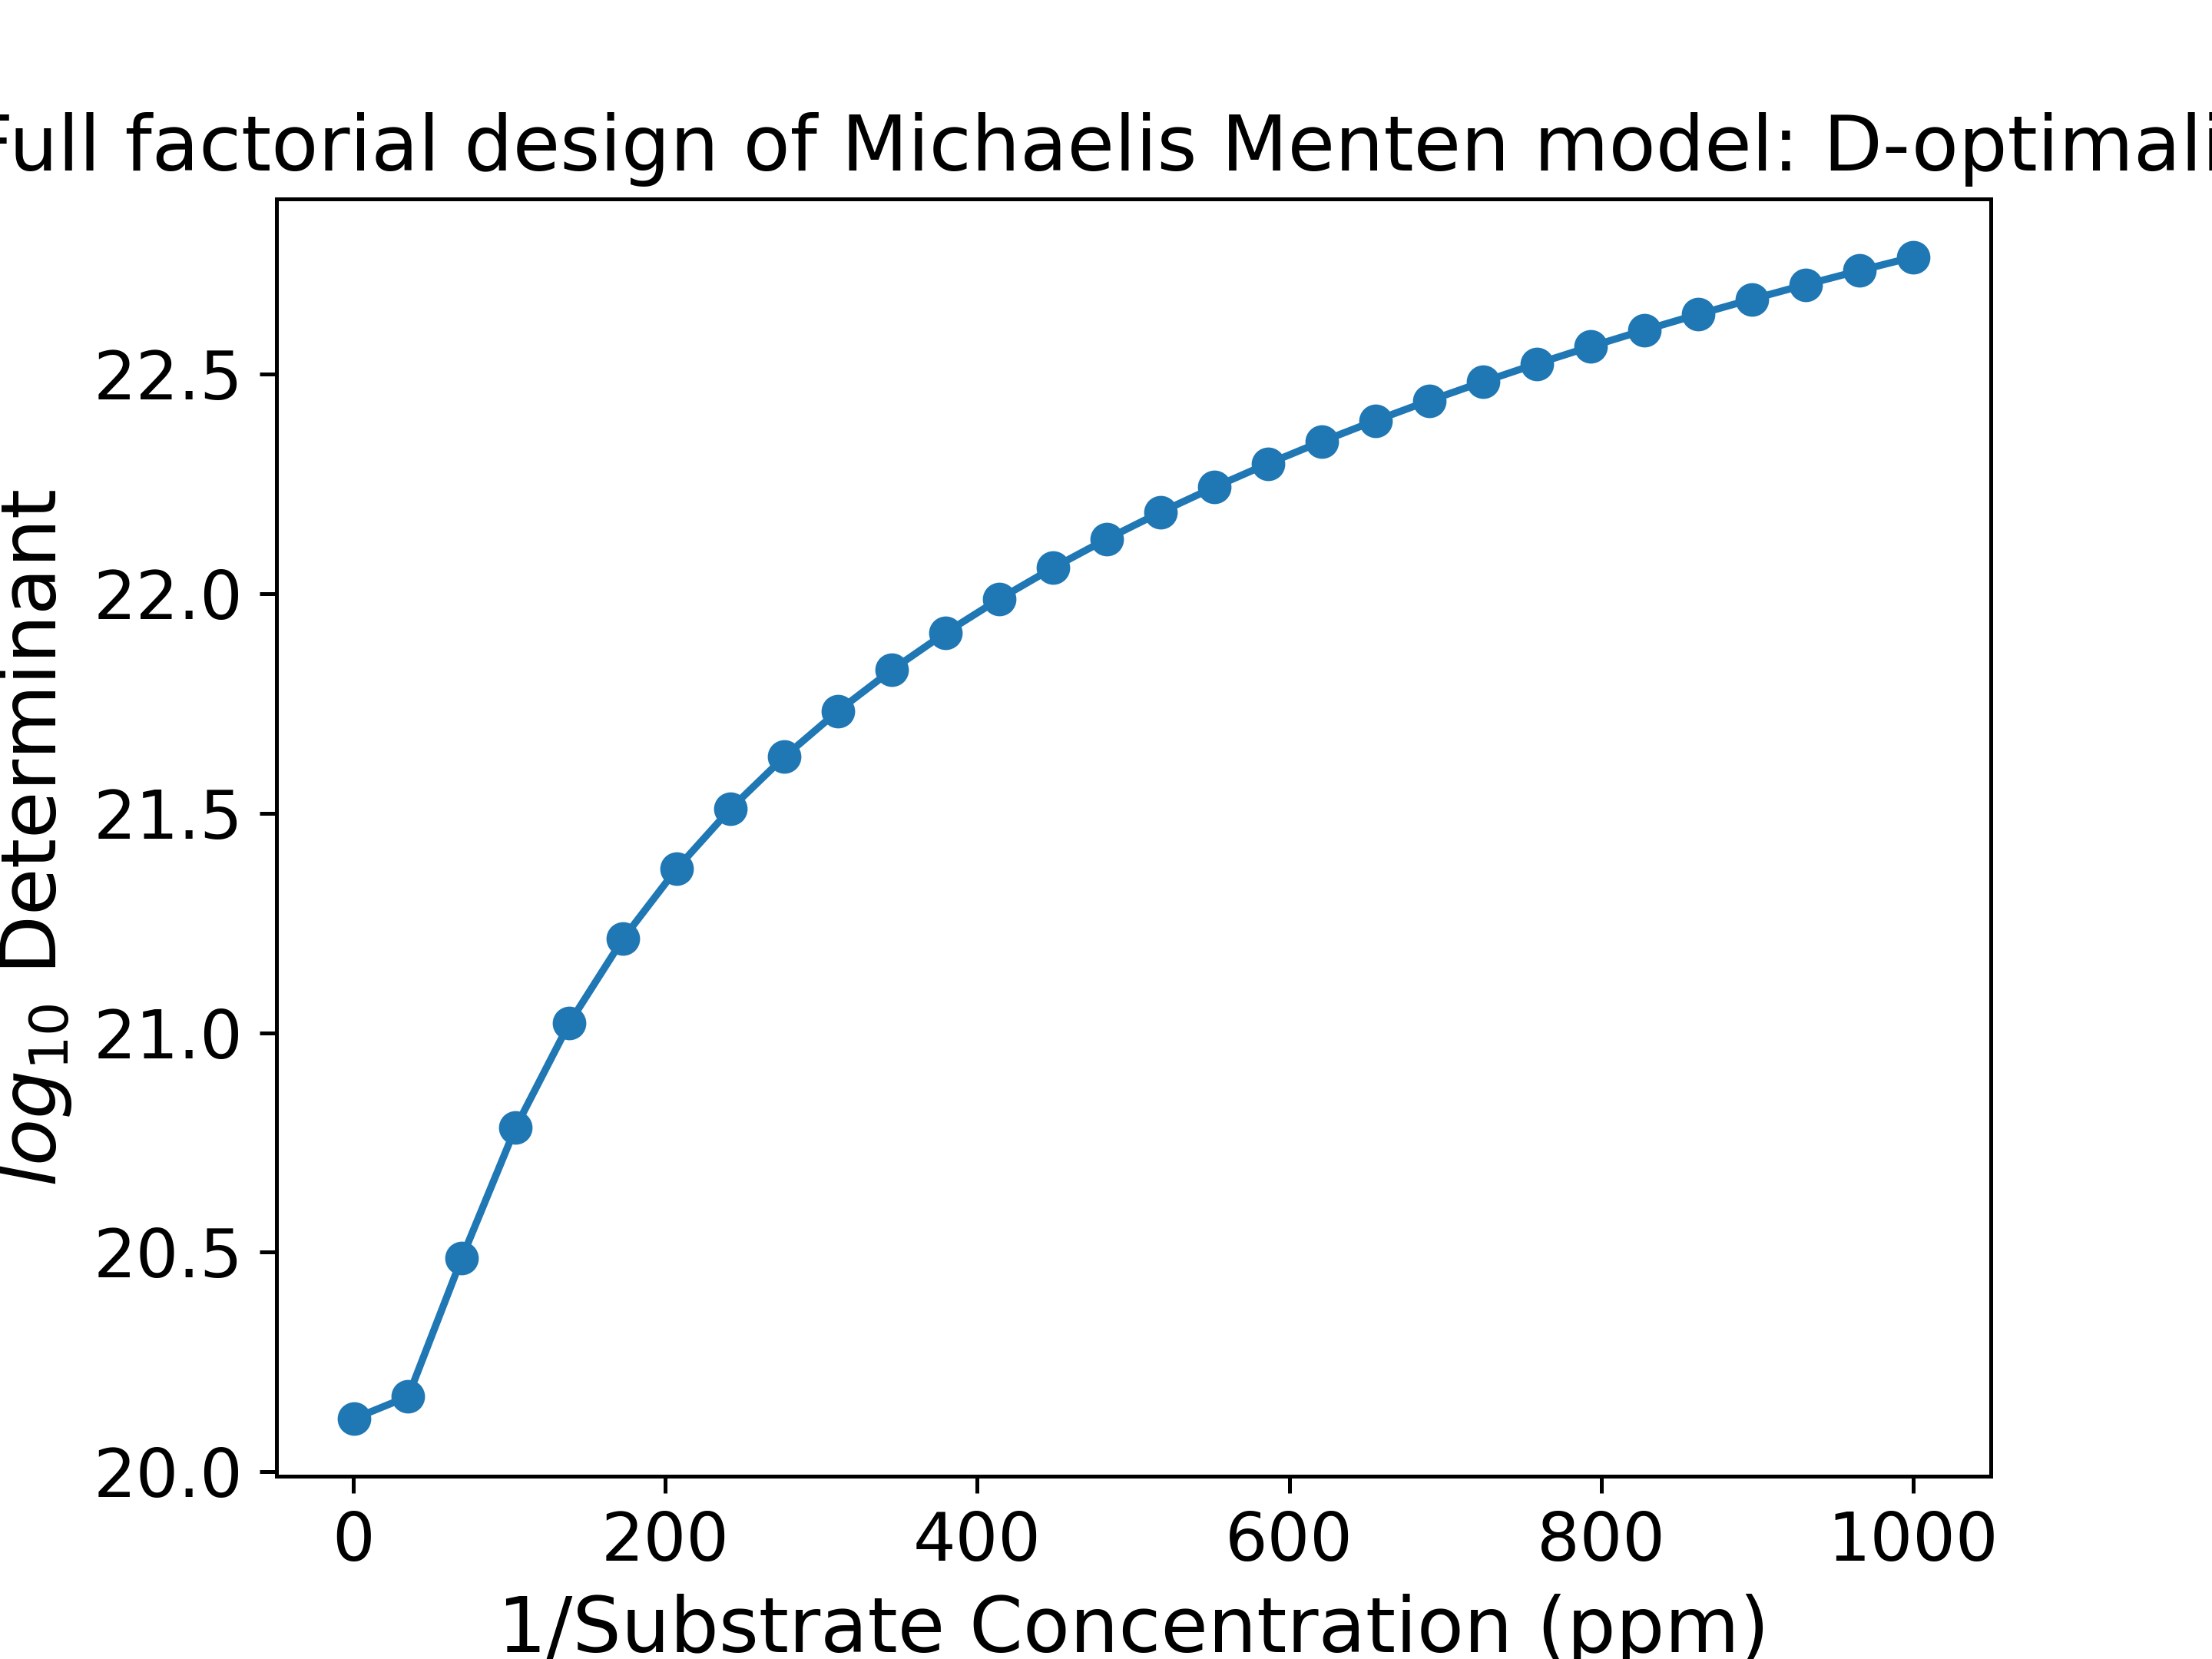 Full factorial design of Michaelis Menten model: D-optimali
log10 Determinant
22.5
22.0
21.5
21.0
20.5
20.0
0 200 400 600 800 1000
1/Substrate Concentration (ppm)